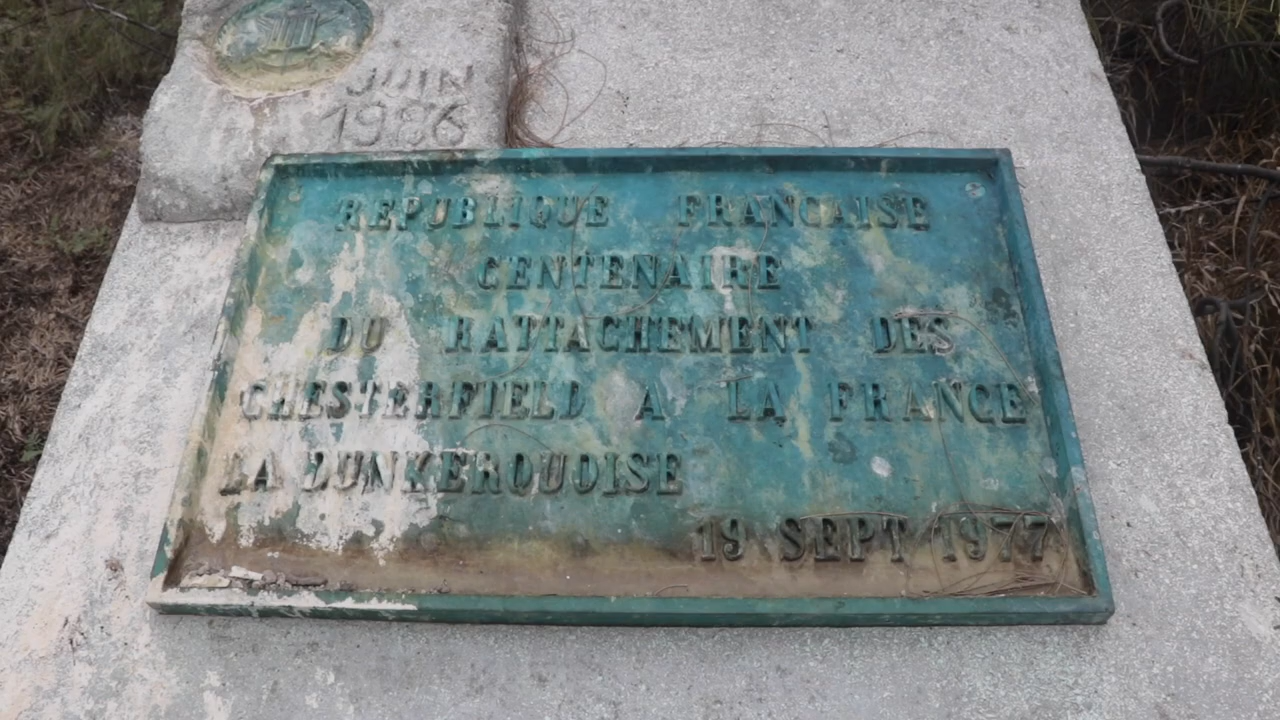 JUIN
1986
REPUBLIQUE FRANCAISE
CENTENAIRE
DU RATTACHEMENT DES
CHESTERFIELD A LA FRANCE
LA DUNKERQUOISE
19 SEPT 1977